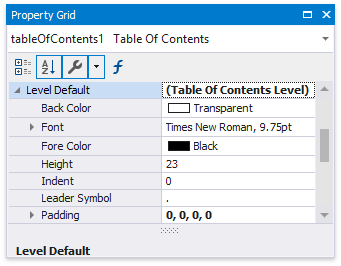 Property Grid
tableOfContents1 Table Of Contents
Level Default (Table Of Contents Level)
Back Color Transparent
Font Times New Roman, 9.75pt
Fore Color Black
Height 23
Indent 0
Leader Symbol .
Padding 0, 0, 0, 0
Level Default